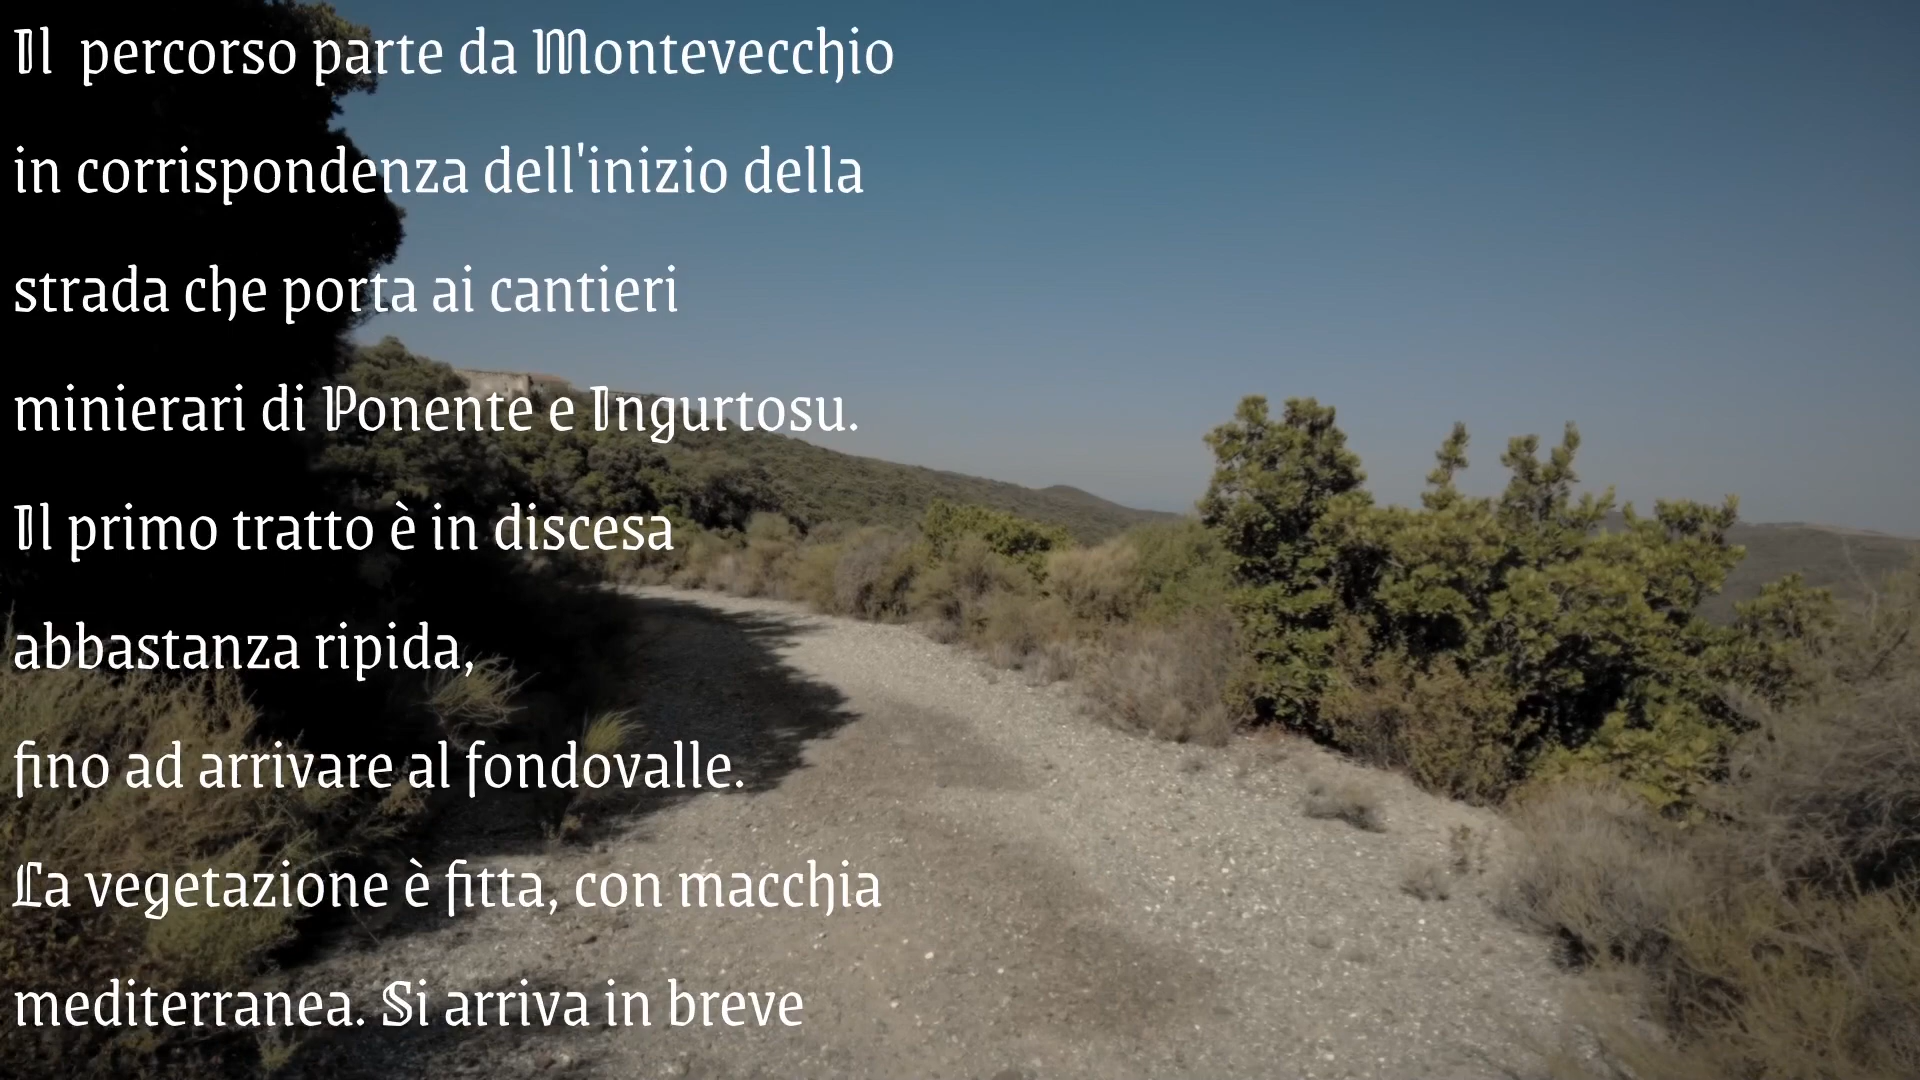 Il percorso parte da Montevecchio
in corrispondenza dell'inizio della
strada che porta ai cantieri
minierari di Ponente e Ingurtosu.
Il primo tratto è in discesa
abbastanza ripida,
fino ad arrivare al fondovalle.
La vegetazione è fitta, con macchia
mediterranea. Si arriva in breve